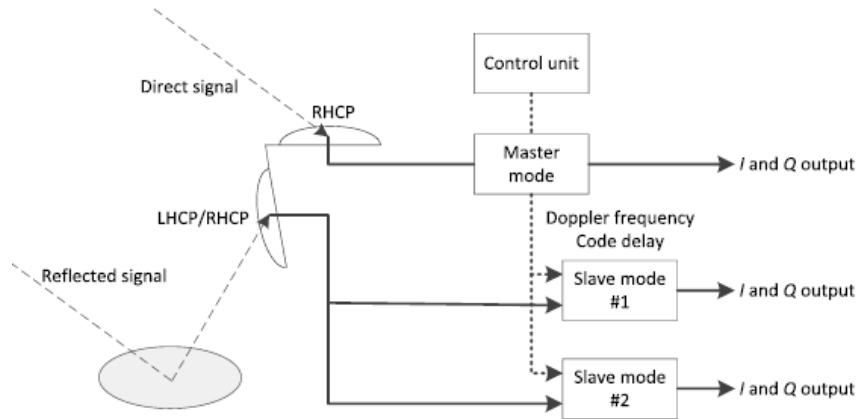 Control unit
Direct signal
RHCP
Master
mode
I and Q output
LHCP/RHCP
Doppler frequency
Code delay
Reflected signal
Slave mode
#1
I and Q output
Slave mode
#2
I and Q output